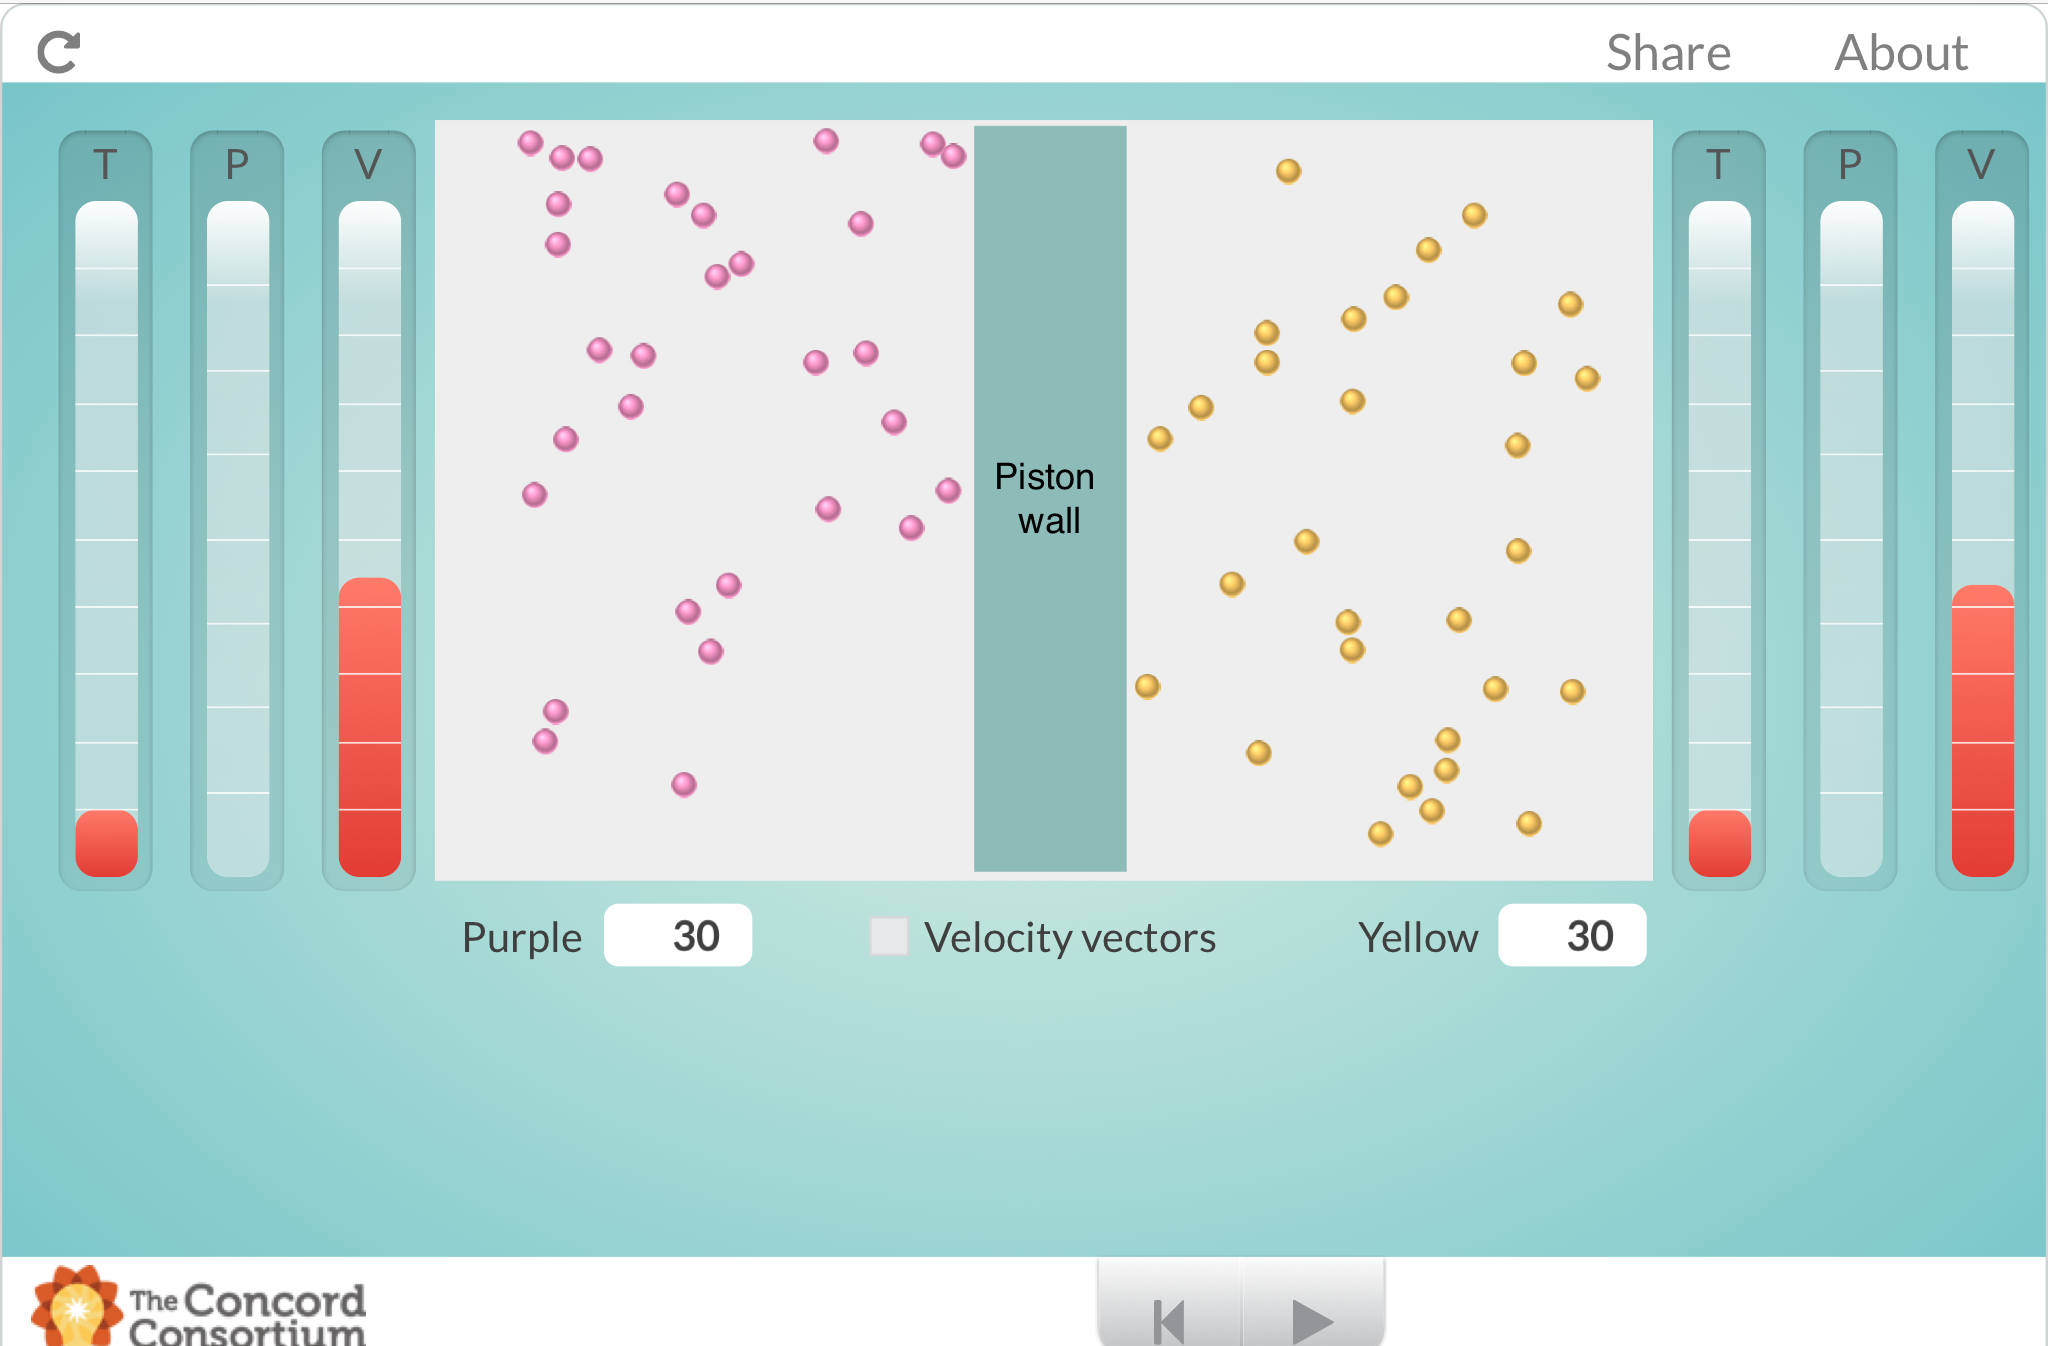 Share About
T P V T P V
Piston
wall
Purple 30 Velocity vectors Yellow 30
The Concord
Consortium